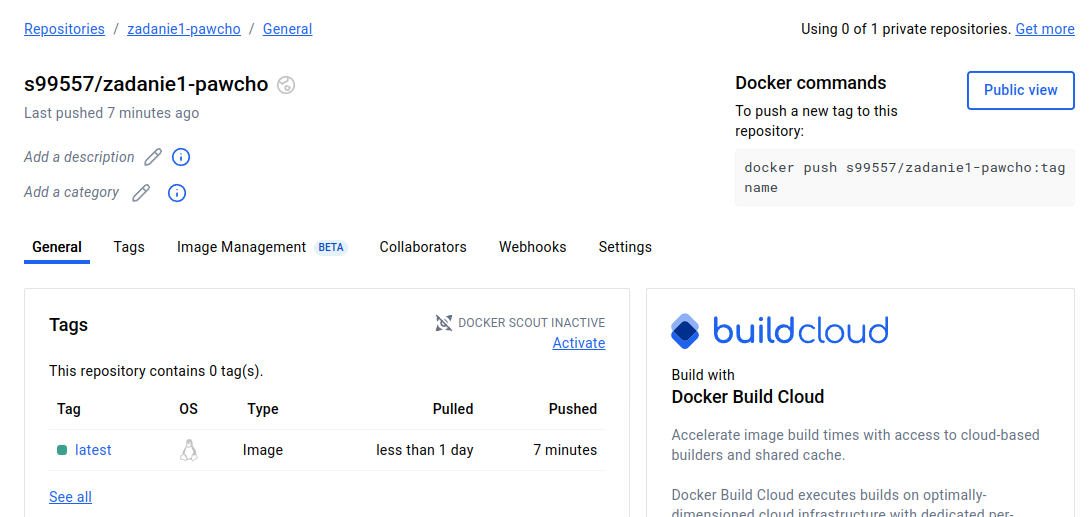 Repositories / zadanie1-pawcho / General
Using 0 of 1 private repositories. Get more
s99557/zadanie1-pawcho
Last pushed 7 minutes ago
Add a description
Add a category
Docker commands
Public view
To push a new tag to this
repository:
docker push s99557/zadanie1-pawcho:tag
name
General Tags Image Management BETA Collaborators Webhooks Settings
Tags
DOCKER SCOUT INACTIVE
Activate
This repository contains 0 tag(s).
Tag OS Type Pulled Pushed
latest Image less than 1 day 7 minutes
See all
buildcloud
Build with
Docker Build Cloud
Accelerate image build times with access to cloud-based
builders and shared cache.
Docker Build Cloud executes builds on optimally-
dimensioned cloud infrastructure with dedicated per-